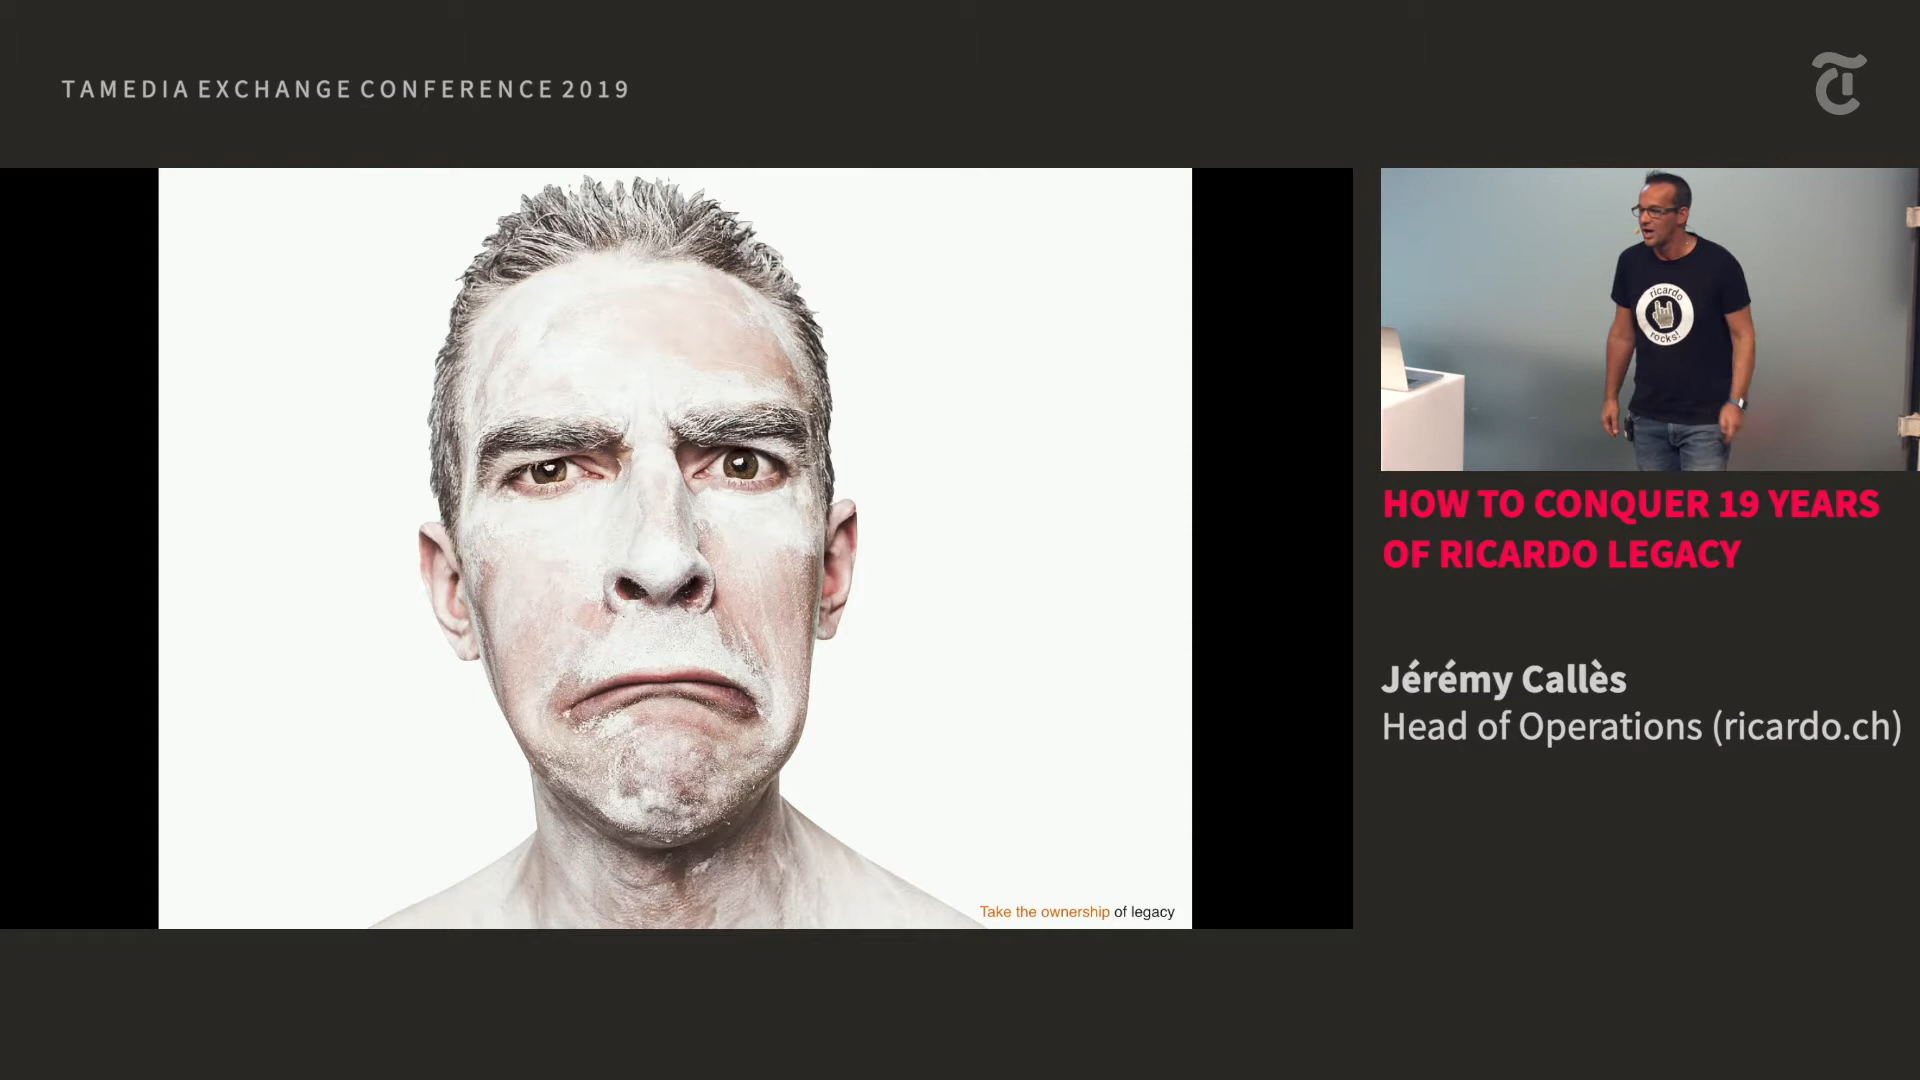 TAMEDIA EXCHANGE CONFERENCE 2019
ricardo
rocks!
HOW TO CONQUER 19 YEARS
OF RICARDO LEGACY
Jérémy Callès
Head of Operations (ricardo.ch)
Take the ownership of legacy